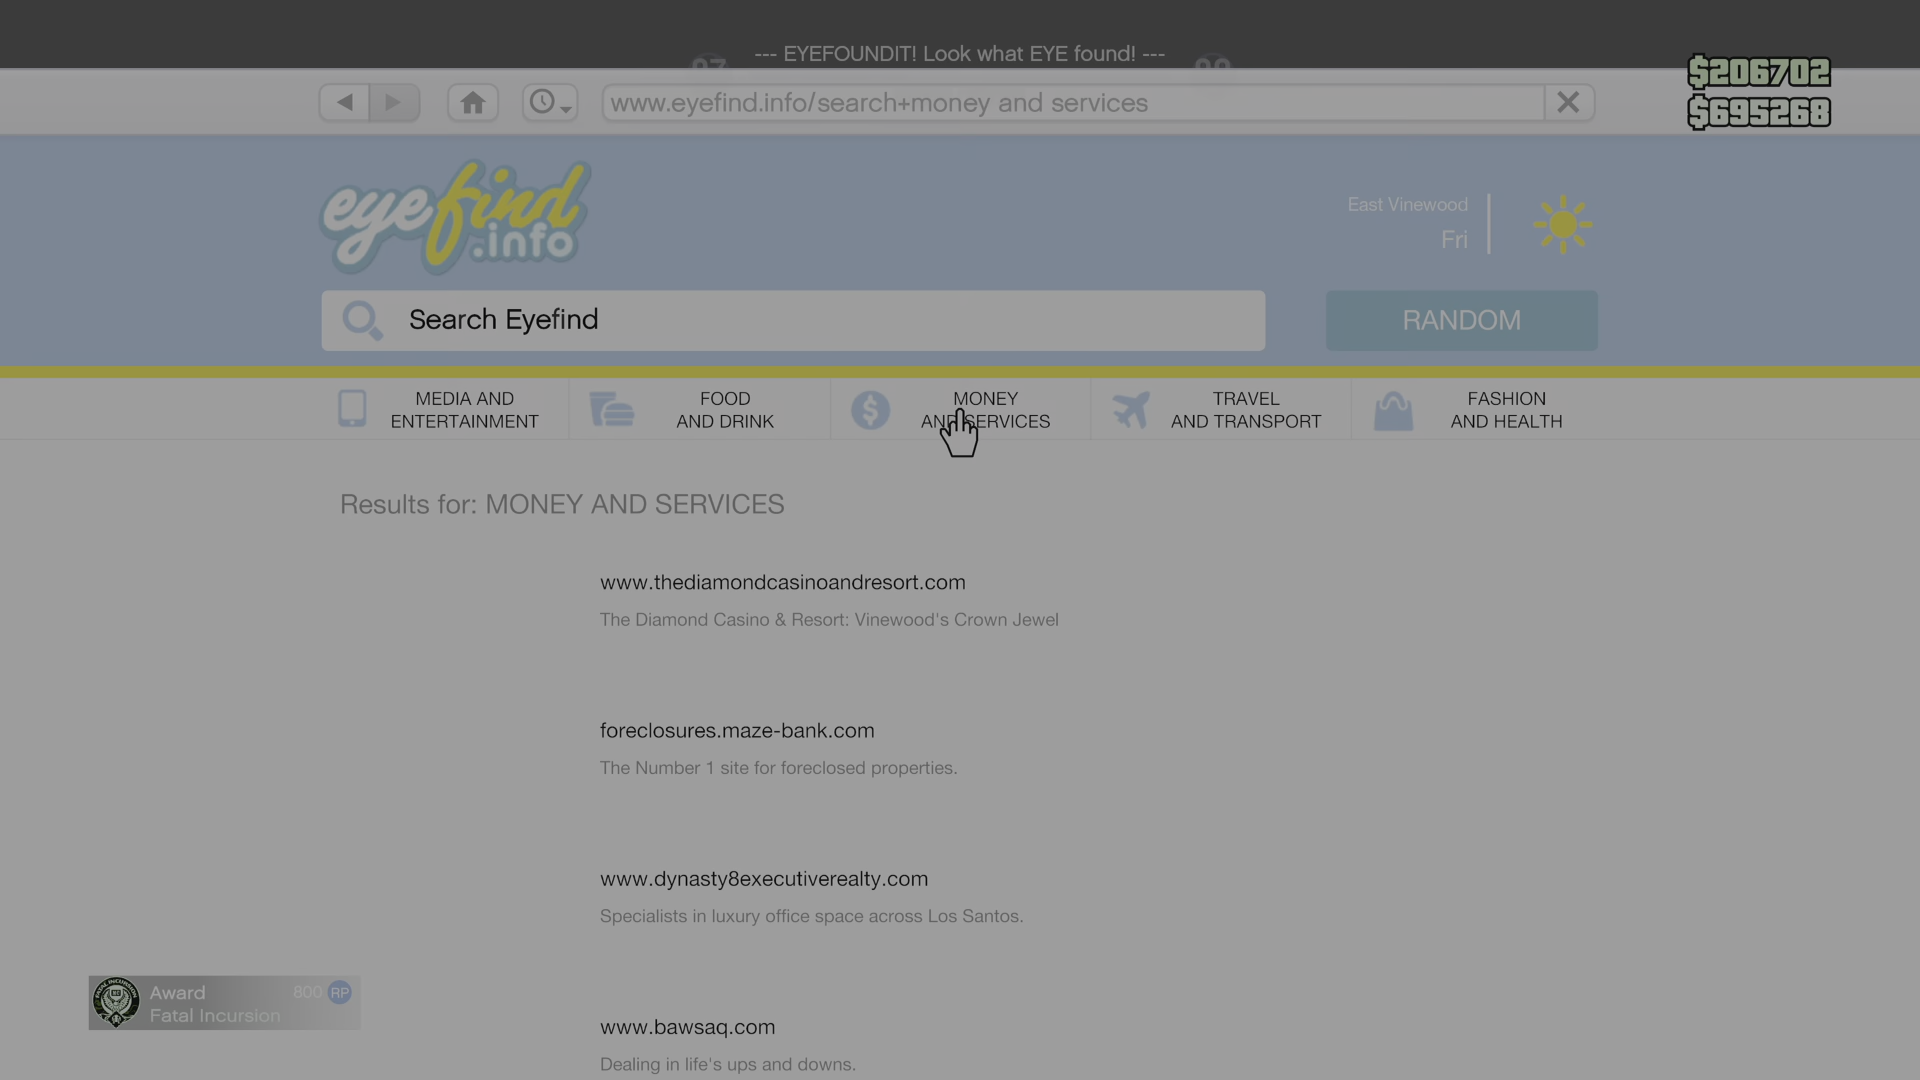 --- EYEFOUNDIT! Look what EYE found! ---
$206702
www.eyefind.info/search+money and services
$695268
eyefind.info
East Vinewood
Fri
Search Eyefind
RANDOM
MEDIA AND
ENTERTAINMENT
FOOD
AND DRINK
MONEY
AND SERVICES
TRAVEL
AND TRANSPORT
FASHION
AND HEALTH
Results for: MONEY AND SERVICES
www.thediamondcasinoandresort.com
The Diamond Casino & Resort: Vinewood's Crown Jewel
foreclosures.maze-bank.com
The Number 1 site for foreclosed properties.
www.dynasty8executiverealty.com
Specialists in luxury office space across Los Santos.
Award 800 RP
Fatal Incursion
www.bawsaq.com
Dealing in life's ups and downs.